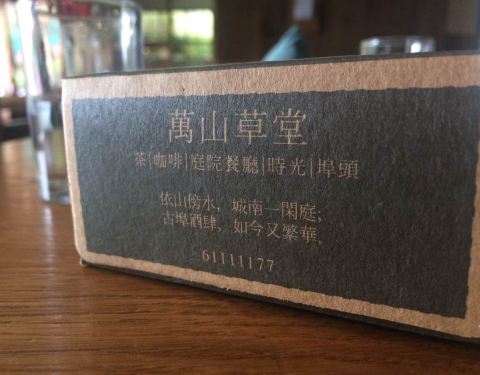 萬山草堂
茶|咖啡|庭院餐廳|時光|埠頭
依山傍水，城南一閑庭；
古埠酒肆，如今又繁華，
61111177